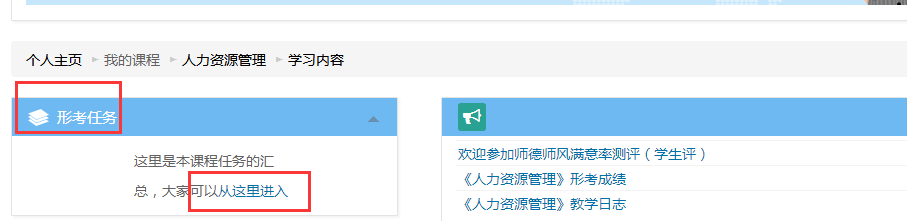 个人主页 ► 我的课程 ► 人力资源管理 ► 学习内容
形考任务
这里是本课程任务的汇
总，大家可以从这里进入
欢迎参加师德师风满意率测评（学生评）
《人力资源管理》形考成绩
《人力资源管理》教学日志